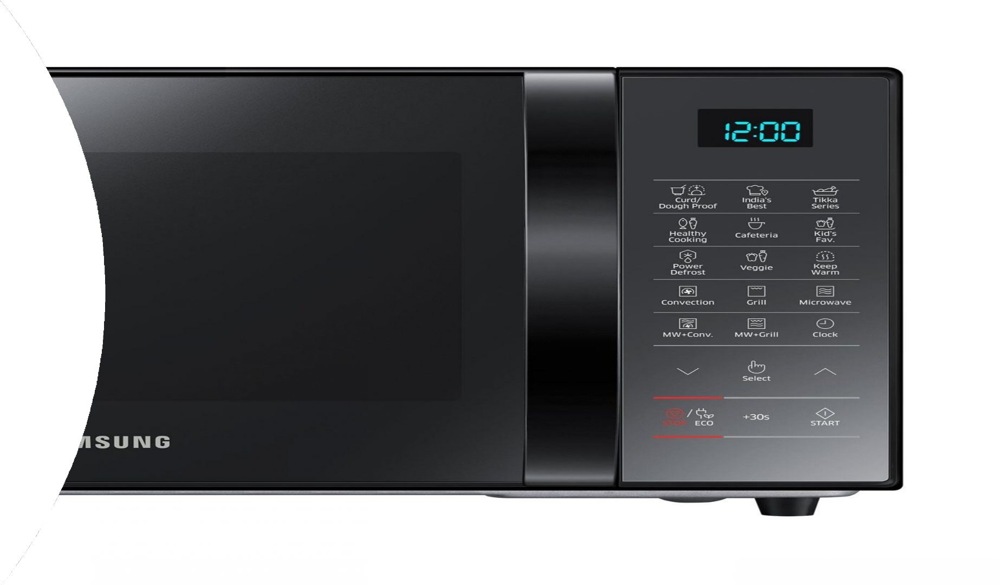 12:00
Curd/ India's Tikka
Dough Proof Best Series
Healthy Cafeteria Kid's
Cooking Fav.
Power Veggie Keep
Defrost Warm
Convection Grill Microwave
MW+Conv. MW+Grill Clock
Select
STOP / ECO +30s START
MSUNG